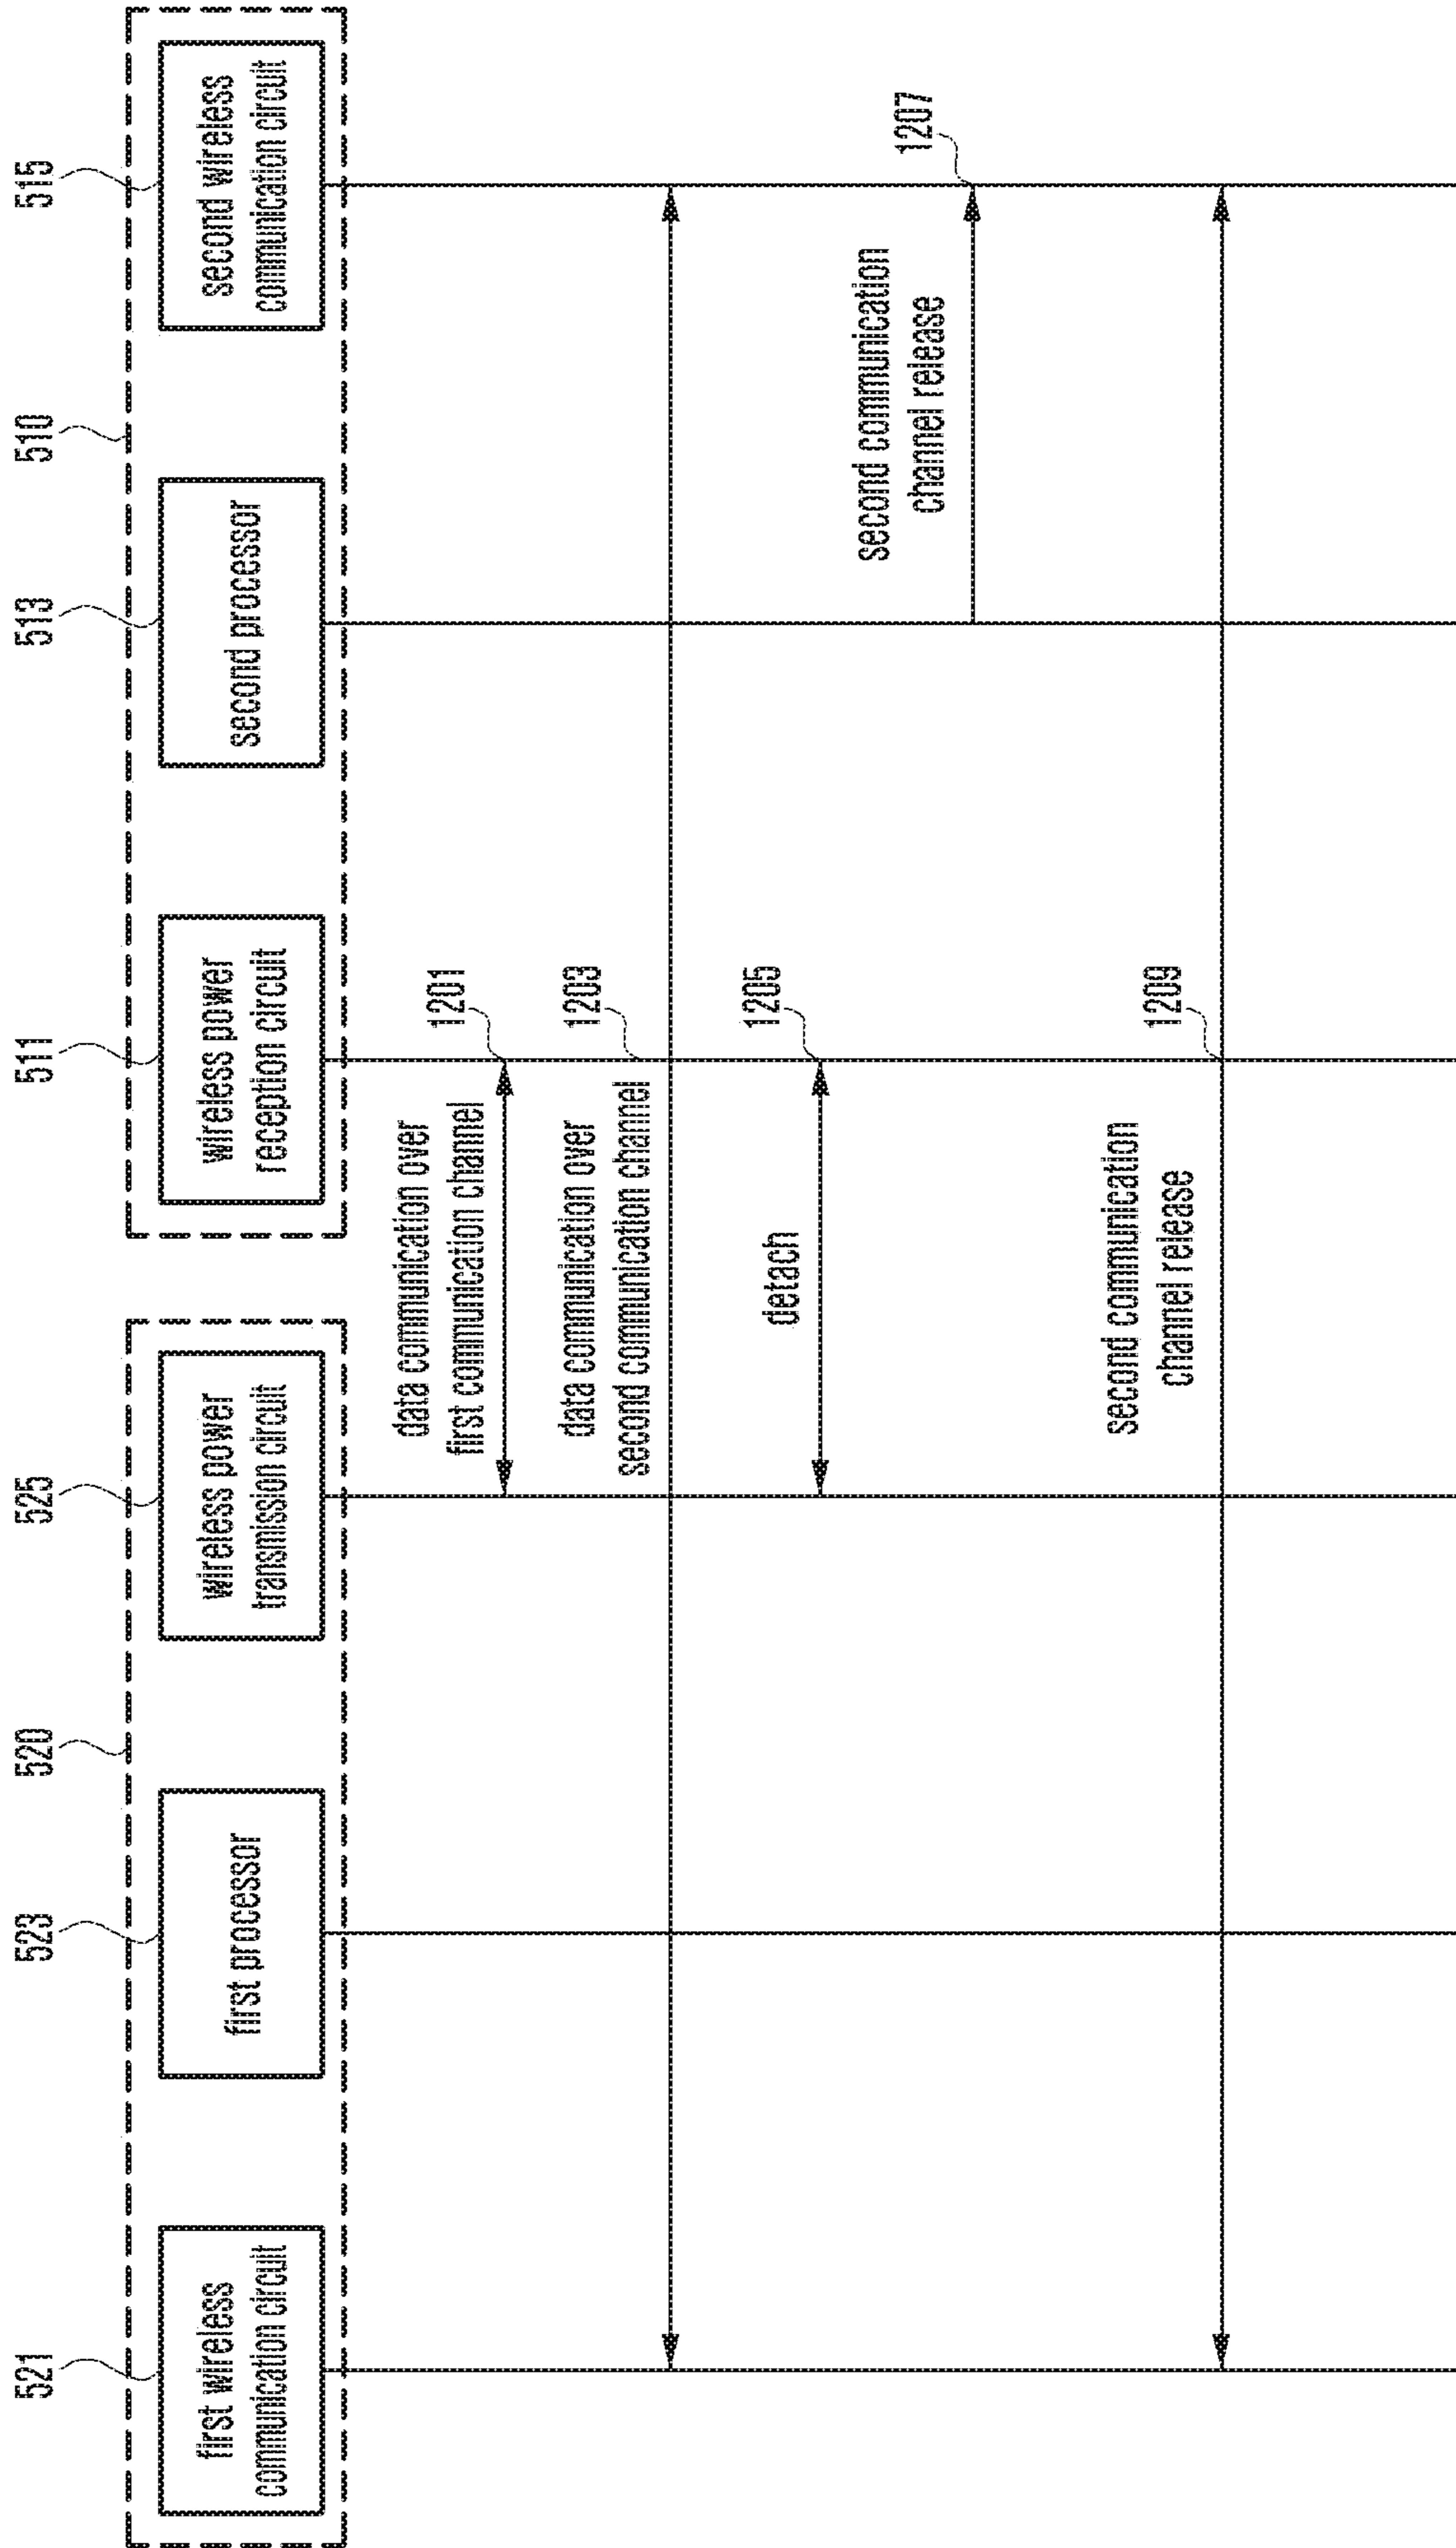 521
523
520
525
511
513
510
515
first wireless
communication circuit
first processor
wireless power
transmission circuit
wireless power
reception circuit
second processor
second wireless
communication circuit
data communication over
first communication channel
1201
data communication over
second communication channel
1203
detach
1205
second communication
channel release
1207
second communication
channel release
1209